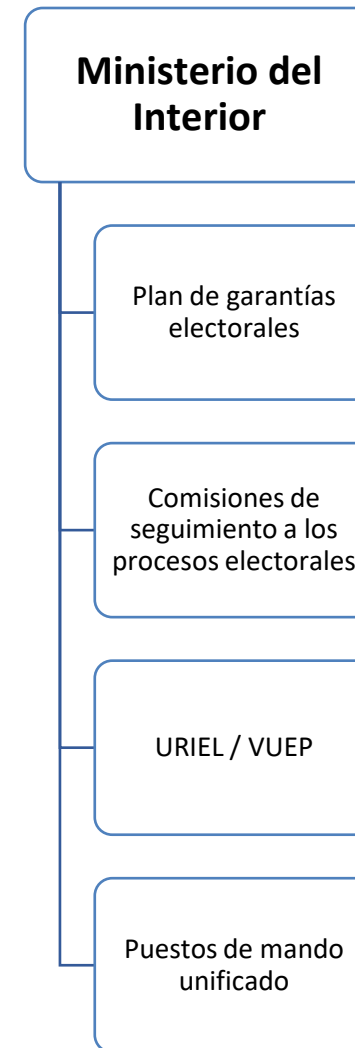 Ministerio del
Interior
Plan de garantías
electorales
Comisiones de
seguimiento a los
procesos electorales
URIEL / VUEP
Puestos de mando
unificado